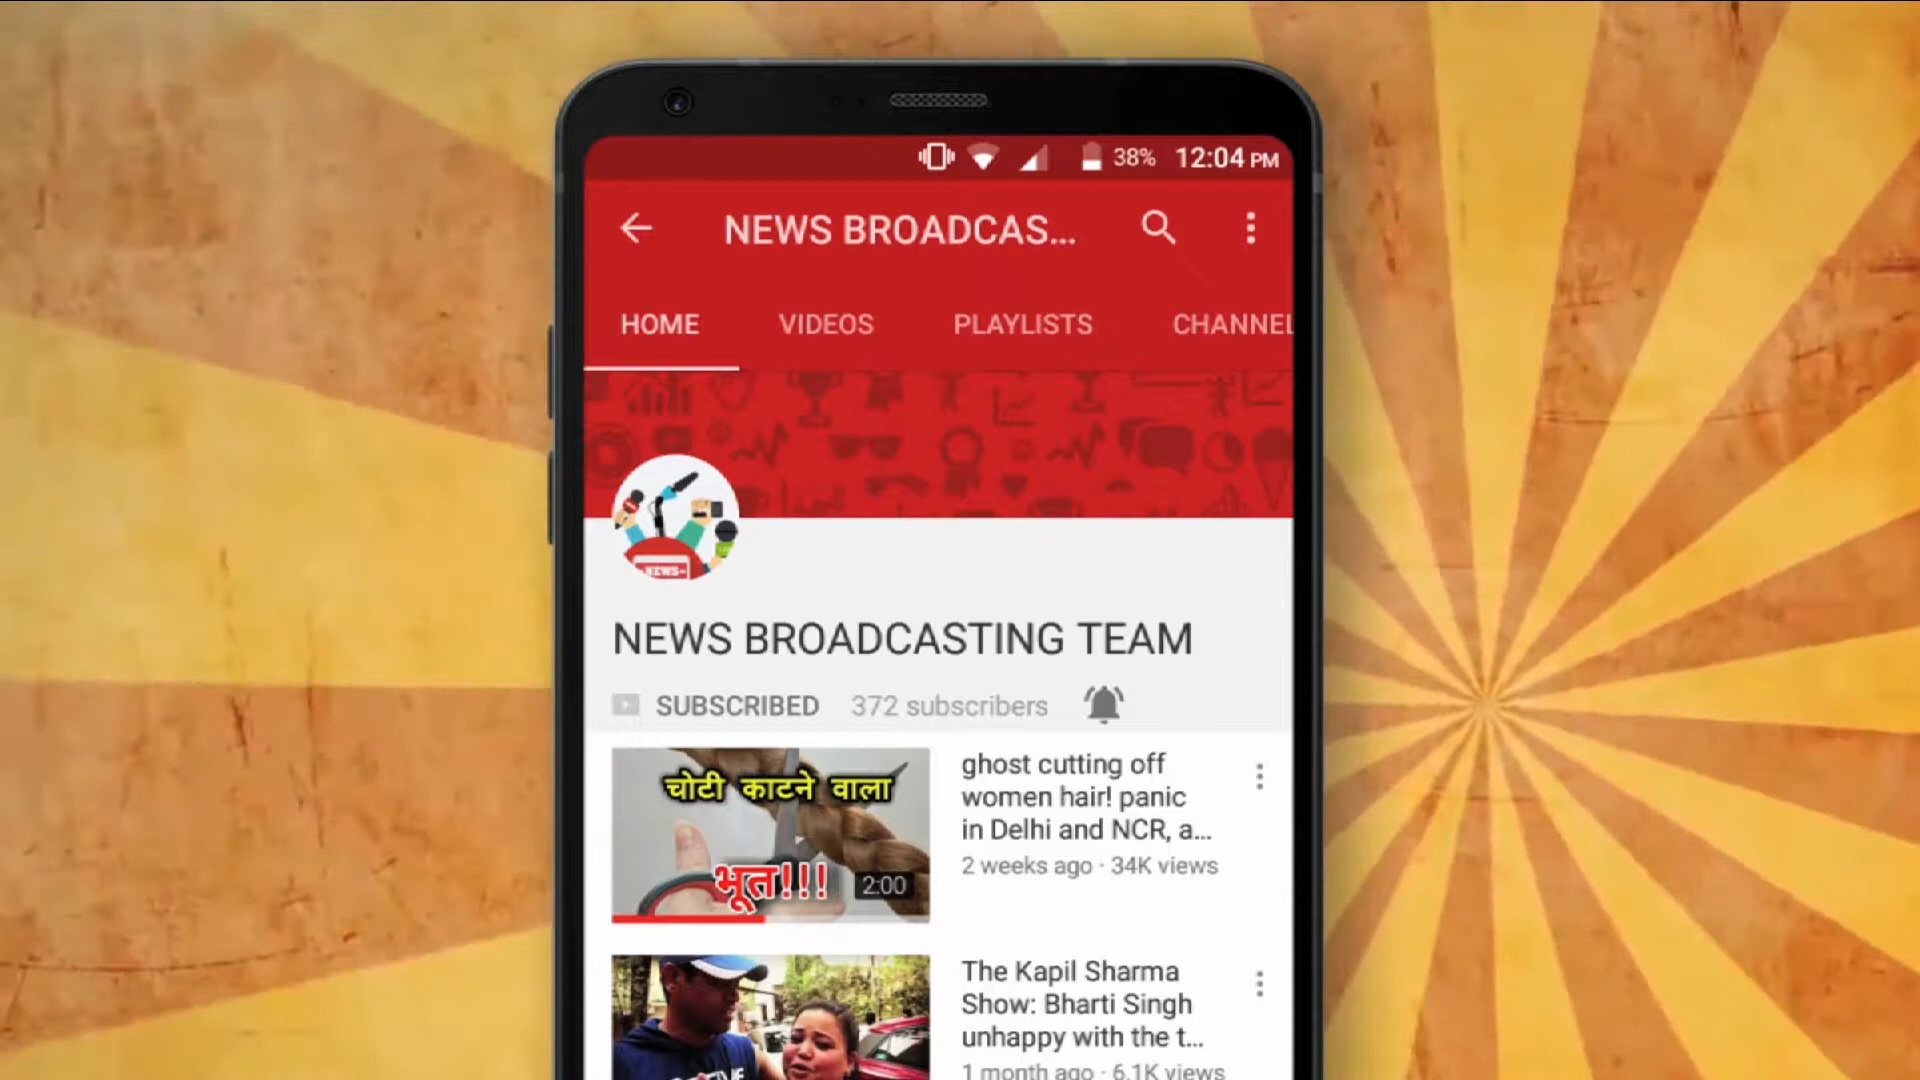 38% 12:04 PM
NEWS BROADCAS...
HOME VIDEOS PLAYLISTS CHANNEL
NEWS
NEWS BROADCASTING TEAM
SUBSCRIBED 372 subscribers
चोटी काटने वाला
भूत!!!
2:00
ghost cutting off
women hair! panic
in Delhi and NCR, a...
2 weeks ago · 34K views
The Kapil Sharma
Show: Bharti Singh
unhappy with the t...
1 month ago · 6.1K views